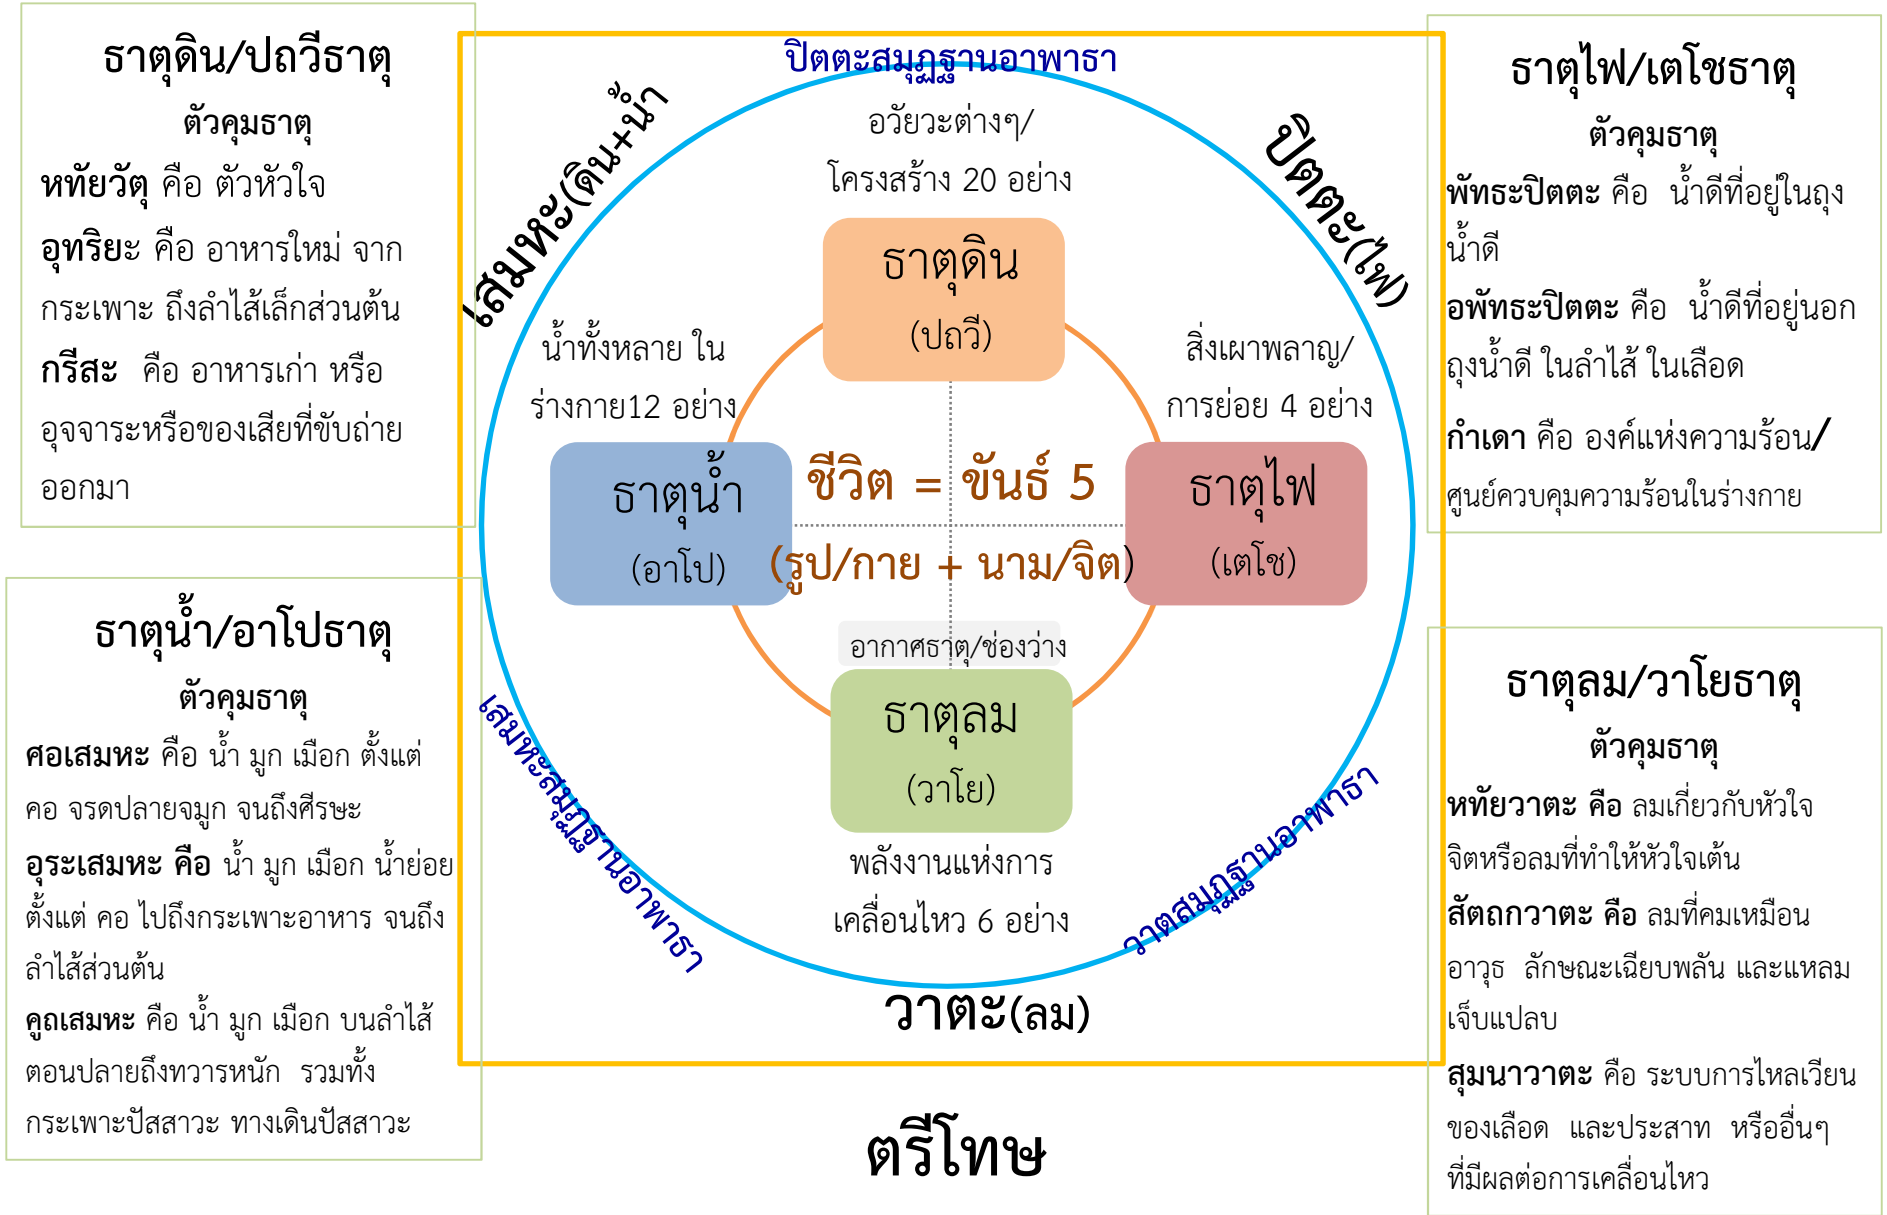 ธาตุดิน/ปถวีธาตุ
ตัวคุมธาตุ
หทัยวัตุ คือ ตัวหัวใจ
อุทริยะ คือ อาหารใหม่ จาก
กระเพาะ ถึงลำไส้เล็กส่วนต้น
กรีสะ คือ อาหารเก่า หรือ
อุจจาระหรือของเสียที่ขับถ่าย
ออกมา
ธาตุน้ำ/อาโปธาตุ
ตัวคุมธาตุ
ศอเสมหะ คือ น้ำ มูก เมือก ตั้งแต่
คอ จรดปลายจมูก จนถึงศีรษะ
อุระเสมหะ คือ น้ำ มูก เมือก น้ำย่อย
ตั้งแต่ คอ ไปถึงกระเพาะอาหาร จนถึง
ลำไส้ส่วนต้น
คูถเสมหะ คือ น้ำ มูก เมือก บนลำไส้
ตอนปลายถึงทวารหนัก รวมทั้ง
กระเพาะปัสสาวะ ทางเดินปัสสาวะ
ปิตตะสมุฏฐานอาพาธา
เสมหะ(ดิน+น้ำ)
ปิตตะ(ไฟ)
อวัยวะต่างๆ/
โครงสร้าง 20 อย่าง
ธาตุดิน
(ปถวี)
น้ำทั้งหลาย ใน
ร่างกาย12 อย่าง
สิ่งเผาพลาญ/
การย่อย 4 อย่าง
ธาตุน้ำ
(อาโป)
ชีวิต = ขันธ์ 5
(รูป/กาย + นาม/จิต)
ธาตุไฟ
(เตโช)
อากาศธาตุ/ช่องว่าง
ธาตุลม
(วาโย)
พลังงานแห่งการ
เคลื่อนไหว 6 อย่าง
เสมหะสมุฏฐานอาพาธา
วาตสมุฏฐานอาพาธา
วาตะ(ลม)
ตรีโทษ
ธาตุไฟ/เตโชธาตุ
ตัวคุมธาตุ
พัทธะปิตตะ คือ น้ำดีที่อยู่ในถุง
น้ำดี
อพัทธะปิตตะ คือ น้ำดีที่อยู่นอก
ถุงน้ำดี ในลำไส้ ในเลือด
กำเดา คือ องค์แห่งความร้อน/
ศูนย์ควบคุมความร้อนในร่างกาย
ธาตุลม/วาโยธาตุ
ตัวคุมธาตุ
หทัยวาตะ คือ ลมเกี่ยวกับหัวใจ
จิตหรือลมที่ทำให้หัวใจเต้น
สัตถกวาตะ คือ ลมที่คมเหมือน
อาวุธ ลักษณะเฉียบพลัน และแหลม
เจ็บแปลบ
สุมนาวาตะ คือ ระบบการไหลเวียน
ของเลือด และประสาท หรืออื่นๆ
ที่มีผลต่อการเคลื่อนไหว